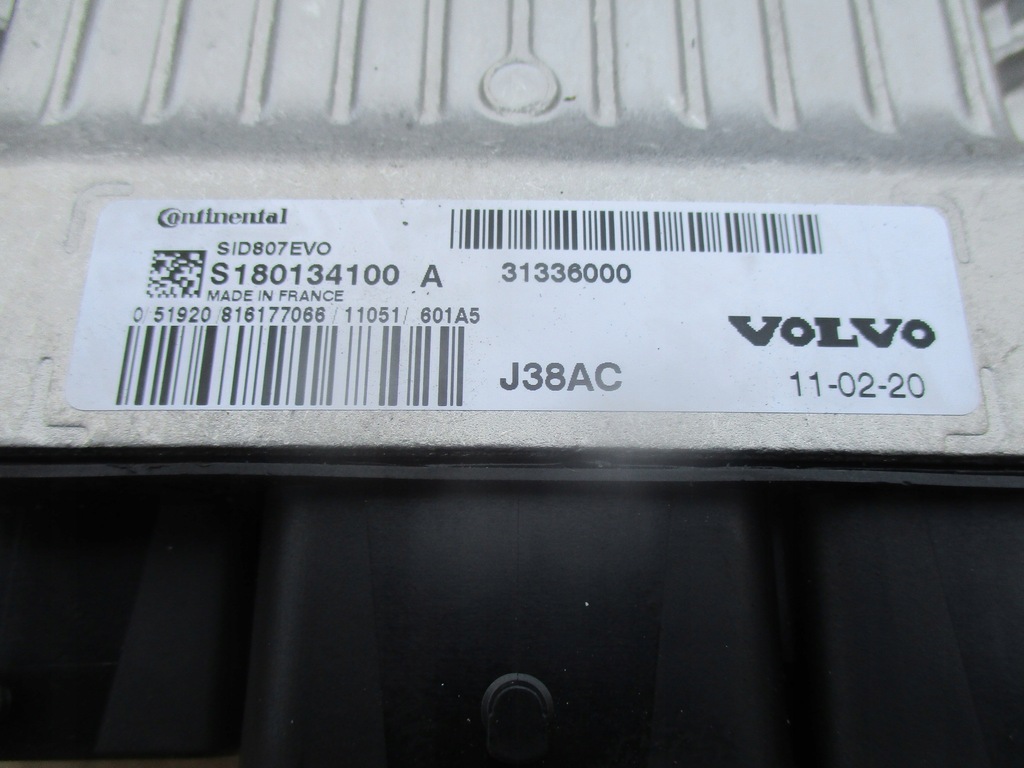 Continental
SID807EVO
S180134100 A
MADE IN FRANCE
0 51920 816177066 11051 601A5
31336000
J38AC
VOLVO
11-02-20